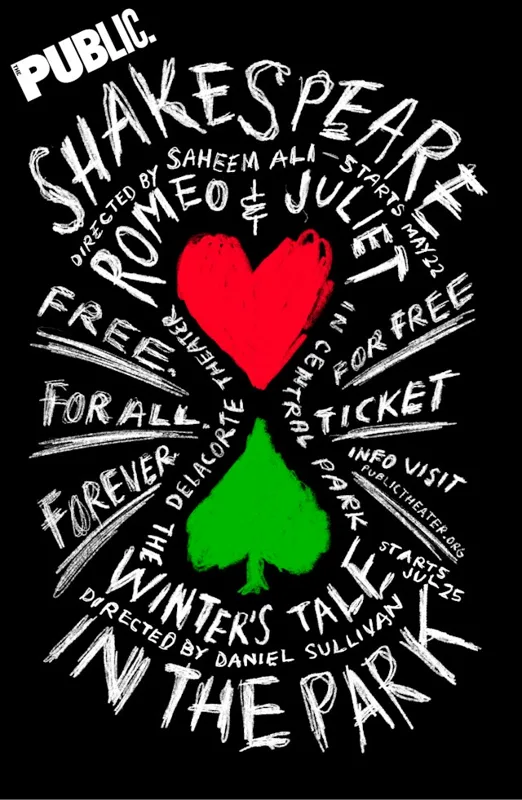 THE PUBLIC.
SHAKESPEARE
DIRECTED BY SAHEEM ALI - STARTS MAY 22
ROMEO & JULIET
FREE.
FOR ALL.
FOREVER
THE DELACORTE THEATER
IN CENTRAL PARK
FOR FREE
TICKET
INFO VISIT
PUBLICTHEATER.ORG
WINTER'S TALE
STARTS
JUL 25
DIRECTED BY DANIEL SULLIVAN
IN THE PARK